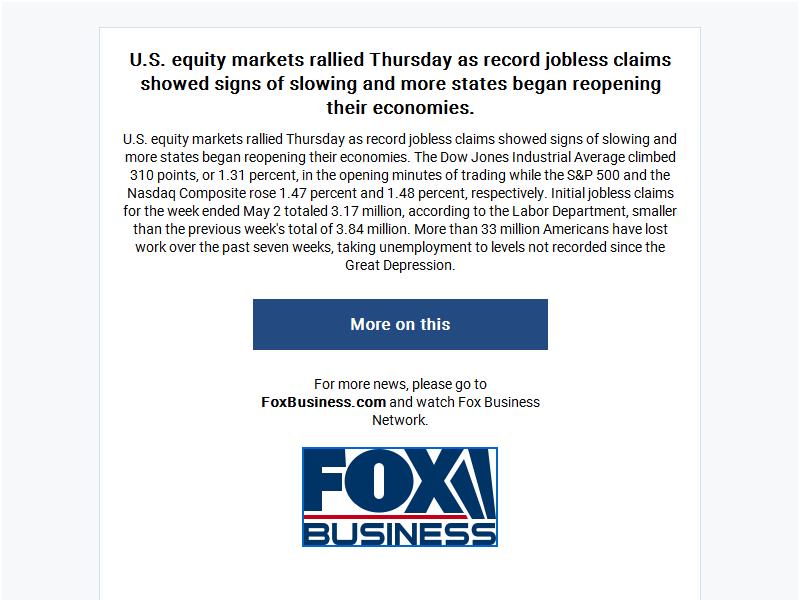 U.S. equity markets rallied Thursday as record jobless claims
showed signs of slowing and more states began reopening
their economies.
U.S. equity markets rallied Thursday as record jobless claims showed signs of slowing and
more states began reopening their economies. The Dow Jones Industrial Average climbed
310 points, or 1.31 percent, in the opening minutes of trading while the S&P 500 and the
Nasdaq Composite rose 1.47 percent and 1.48 percent, respectively. Initial jobless claims
for the week ended May 2 totaled 3.17 million, according to the Labor Department, smaller
than the previous week's total of 3.84 million. More than 33 million Americans have lost
work over the past seven weeks, taking unemployment to levels not recorded since the
Great Depression.
More on this
For more news, please go to
FoxBusiness.com and watch Fox Business
Network.
FOX
BUSINESS